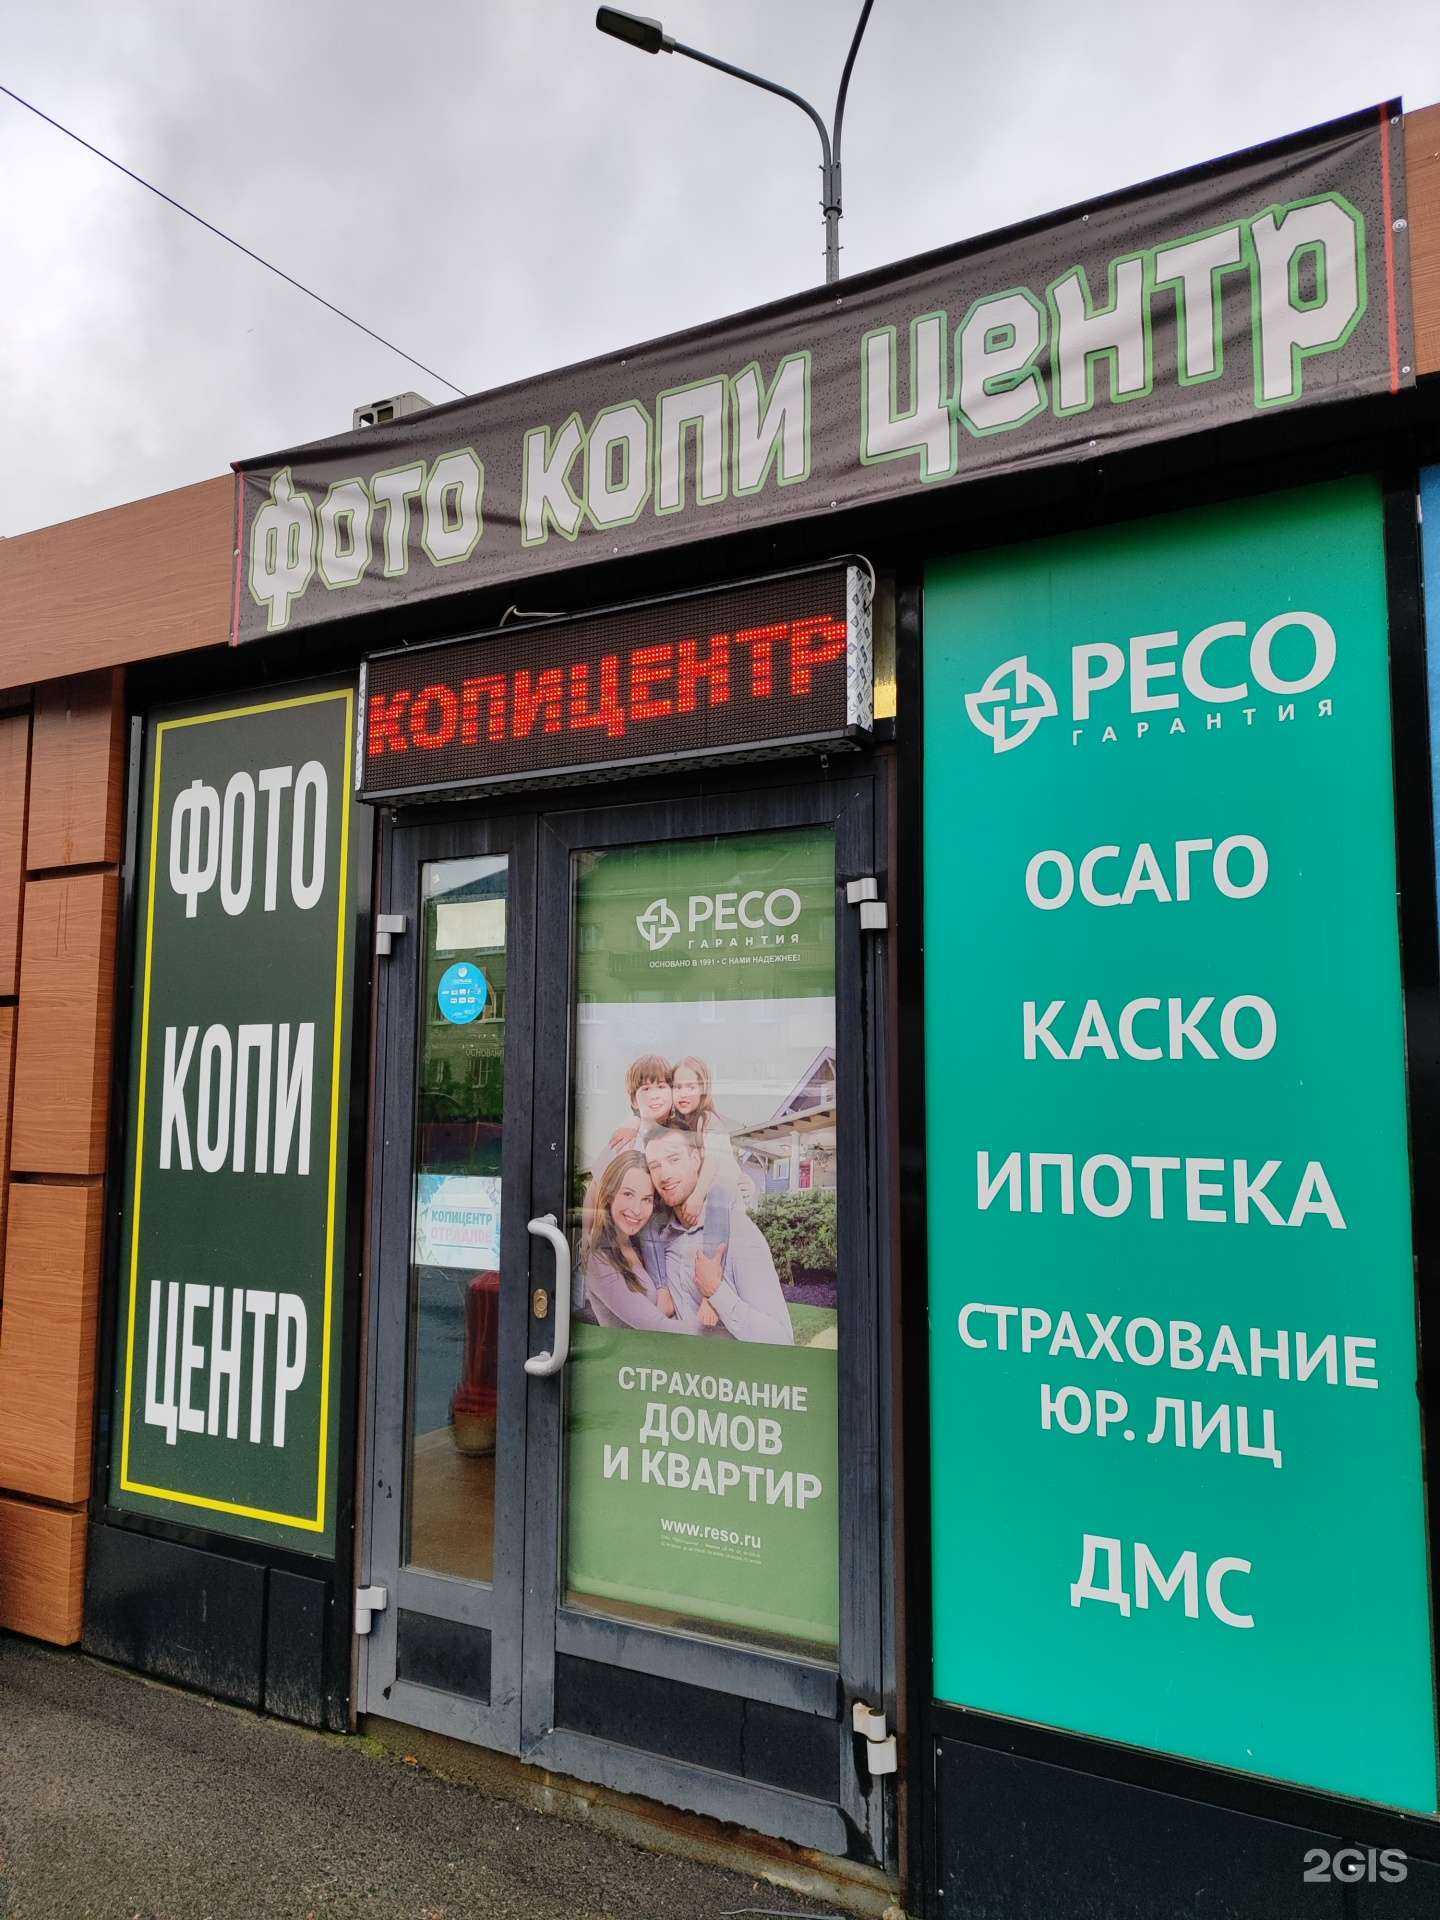 ФОТО КОПИ ЦЕНТР
КОПИЦЕНТР
ФОТО
КОПИ
ЦЕНТР
КОПИЦЕНТР
ОТРАДНОЕ
РЕСО
ГАРАНТИЯ
ОСНОВАНО В 1991 • С НАМИ НАДЕЖНЕЕ!
СТРАХОВАНИЕ
ДОМОВ
И КВАРТИР
www.reso.ru
РЕСО
ГАРАНТИЯ
ОСАГО
КАСКО
ИПОТЕКА
СТРАХОВАНИЕ
ЮР. ЛИЦ
ДМС
2GIS